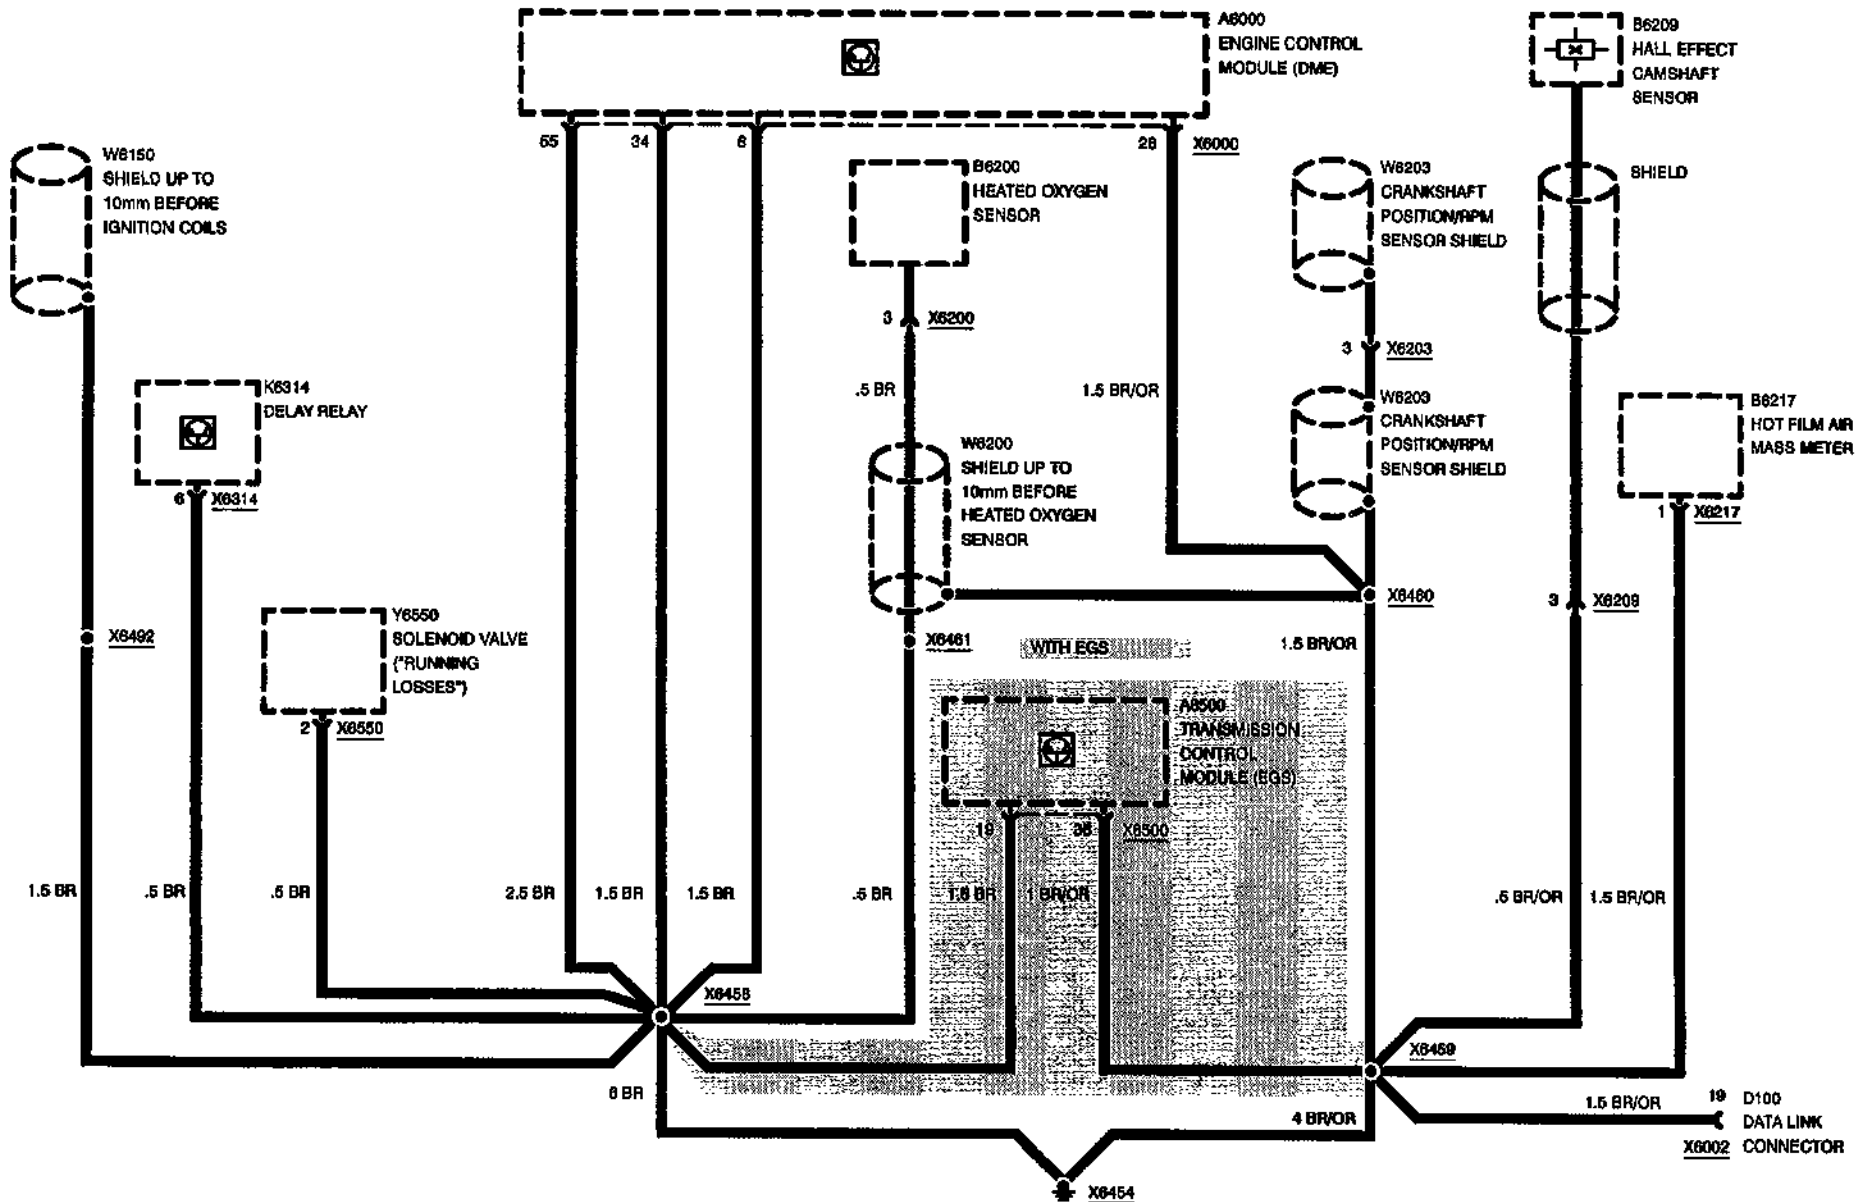 A6000
ENGINE CONTROL
MODULE (DME)
B6209
HALL EFFECT
CAMSHAFT
SENSOR
55
34
6
28
X6000
W6150
SHIELD UP TO
10mm BEFORE
IGNITION COILS
B6200
HEATED OXYGEN
SENSOR
W6203
CRANKSHAFT
POSITION/RPM
SENSOR SHIELD
SHIELD
3
X6200
3
X6203
K6314
DELAY RELAY
.5 BR
1.5 BR/OR
W6203
CRANKSHAFT
POSITION/RPM
SENSOR SHIELD
B6217
HOT FILM AIR
MASS METER
W6200
SHIELD UP TO
10mm BEFORE
HEATED OXYGEN
SENSOR
6
X6314
1
X6217
X6460
3
X6209
Y6550
SOLENOID VALVE
("RUNNING
LOSSES")
X6492
X6461
WITH EGS
1.5 BR/OR
2
X6550
A6500
TRANSMISSION
CONTROL
MODULE (EGS)
19
36
X6500
1.5 BR
.5 BR
.5 BR
2.5 BR
1.5 BR
1.5 BR
.5 BR
1.5 BR
1 BR/OR
.5 BR/OR
1.5 BR/OR
X6458
X6459
6 BR
4 BR/OR
1.5 BR/OR
19
D100
DATA LINK
CONNECTOR
X6002
X6454